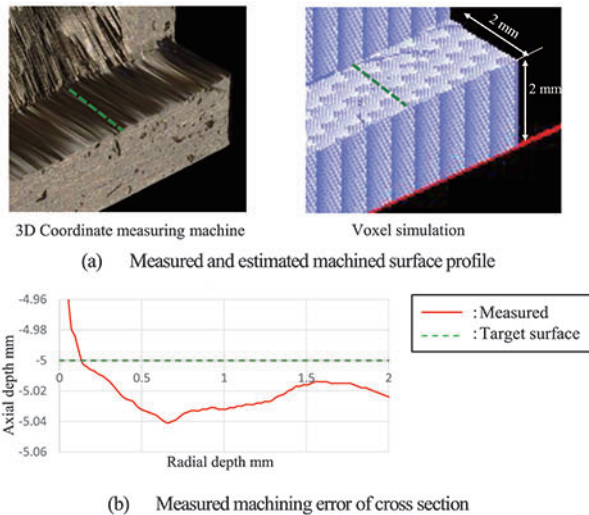 2 mm
2 mm
3D Coordinate measuring machine
Voxel simulation
(a) Measured and estimated machined surface profile
-4.96
-4.98
-5
-5.02
-5.04
-5.06
0
0.5
1
1.5
2
Axial depth mm
Radial depth mm
: Measured
: Target surface
(b) Measured machining error of cross section